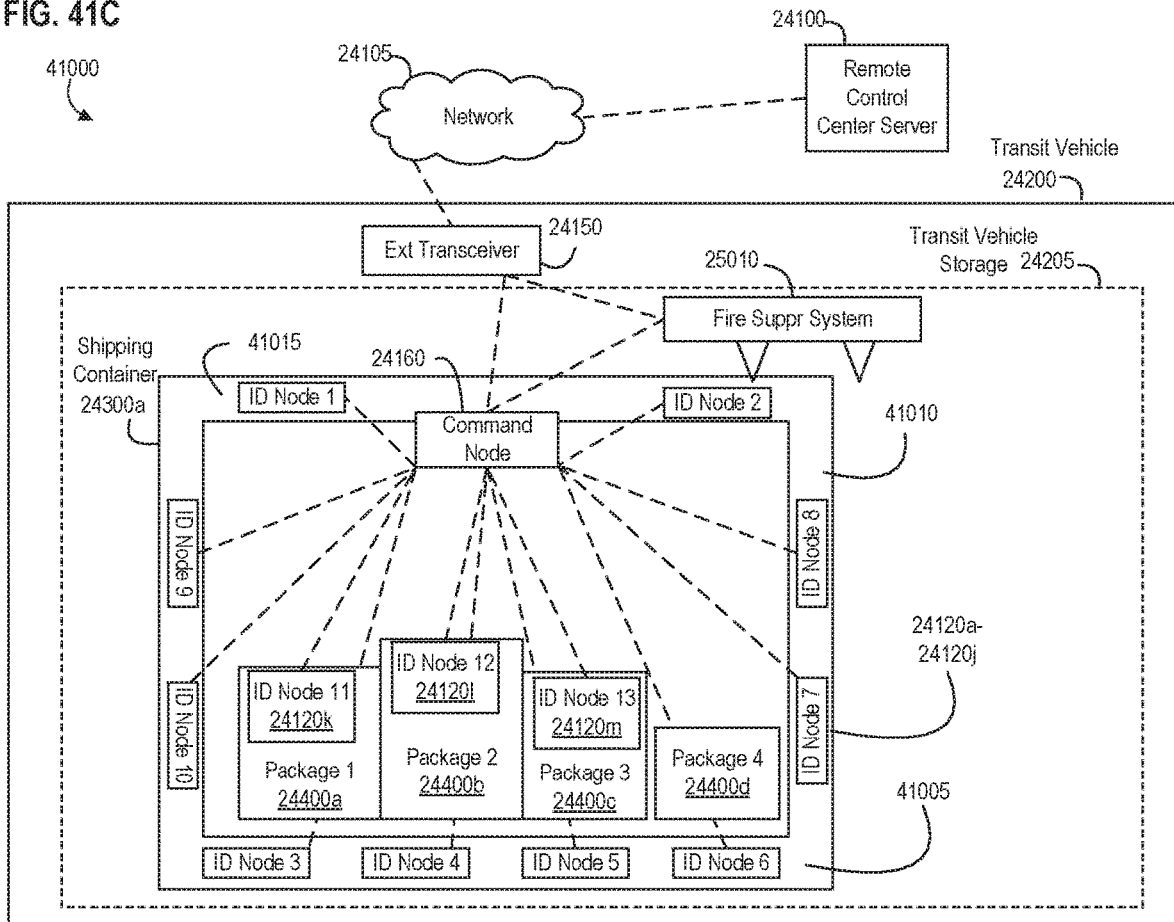 FIG. 41C
41000
24105
24100
Network
Remote
Control
Center Server
Transit Vehicle
24200
Ext Transceiver
24150
Transit Vehicle
Storage 24205
25010
Fire Suppr System
Shipping
Container
24300a
41015
24160
ID Node 1
ID Node 2
41010
Command
Node
ID Node 9
ID Node 8
24120a-
24120j
ID Node 10
ID Node 11
24120k
Package 1
24400a
ID Node 12
24120l
Package 2
24400b
ID Node 13
24120m
Package 3
24400c
Package 4
24400d
ID Node 7
41005
ID Node 3
ID Node 4
ID Node 5
ID Node 6